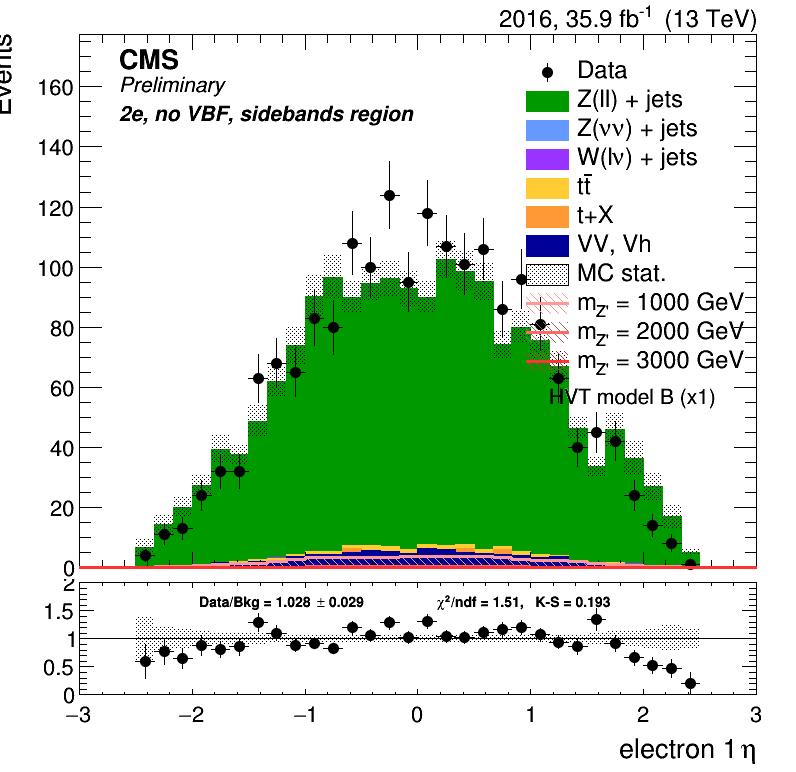 2016, 35.9 fb⁻¹ (13 TeV)
Events
CMS
Preliminary
2e, no VBF, sidebands region
Data
Z(ll) + jets
Z(νν) + jets
W(lν) + jets
tt̄
t+X
VV, Vh
MC stat.
m_Z' = 1000 GeV
m_Z' = 2000 GeV
m_Z' = 3000 GeV
HVT model B (x1)
160
140
120
100
80
60
40
20
0
Data/Bkg = 1.028 ± 0.029
χ²/ndf = 1.51, K-S = 0.193
2
1.5
1
0.5
0
−3 −2 −1 0 1 2 3
electron 1 η